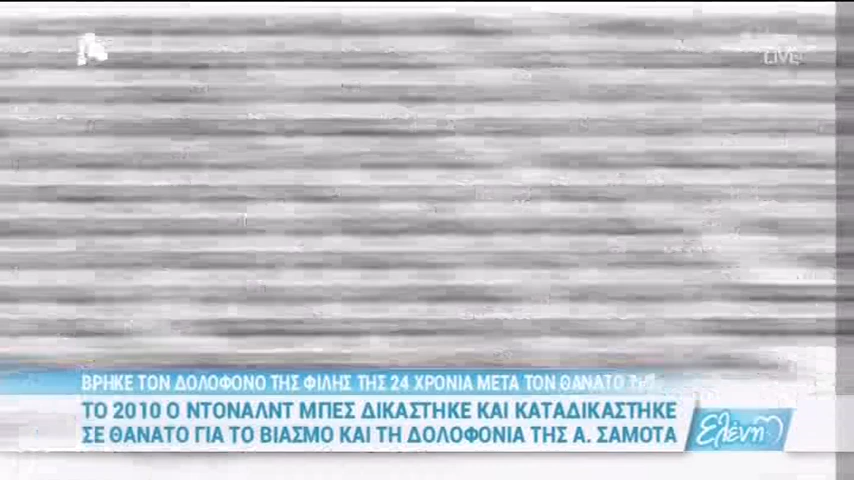 LIVE
ΒΡΗΚΕ ΤΟΝ ΔΟΛΟΦΟΝΟ ΤΗΣ ΦΙΛΗΣ ΤΗΣ 24 ΧΡΟΝΙΑ ΜΕΤΑ ΤΟΝ ΘΑΝΑΤΟ ΤΗΣ
ΤΟ 2010 Ο ΝΤΟΝΑΛΝΤ ΜΠΕΣ ΔΙΚΑΣΤΗΚΕ ΚΑΙ ΚΑΤΑΔΙΚΑΣΤΗΚΕ
ΣΕ ΘΑΝΑΤΟ ΓΙΑ ΤΟ ΒΙΑΣΜΟ ΚΑΙ ΤΗ ΔΟΛΟΦΟΝΙΑ ΤΗΣ Α. ΣΑΜΟΤΑ
Ελένη